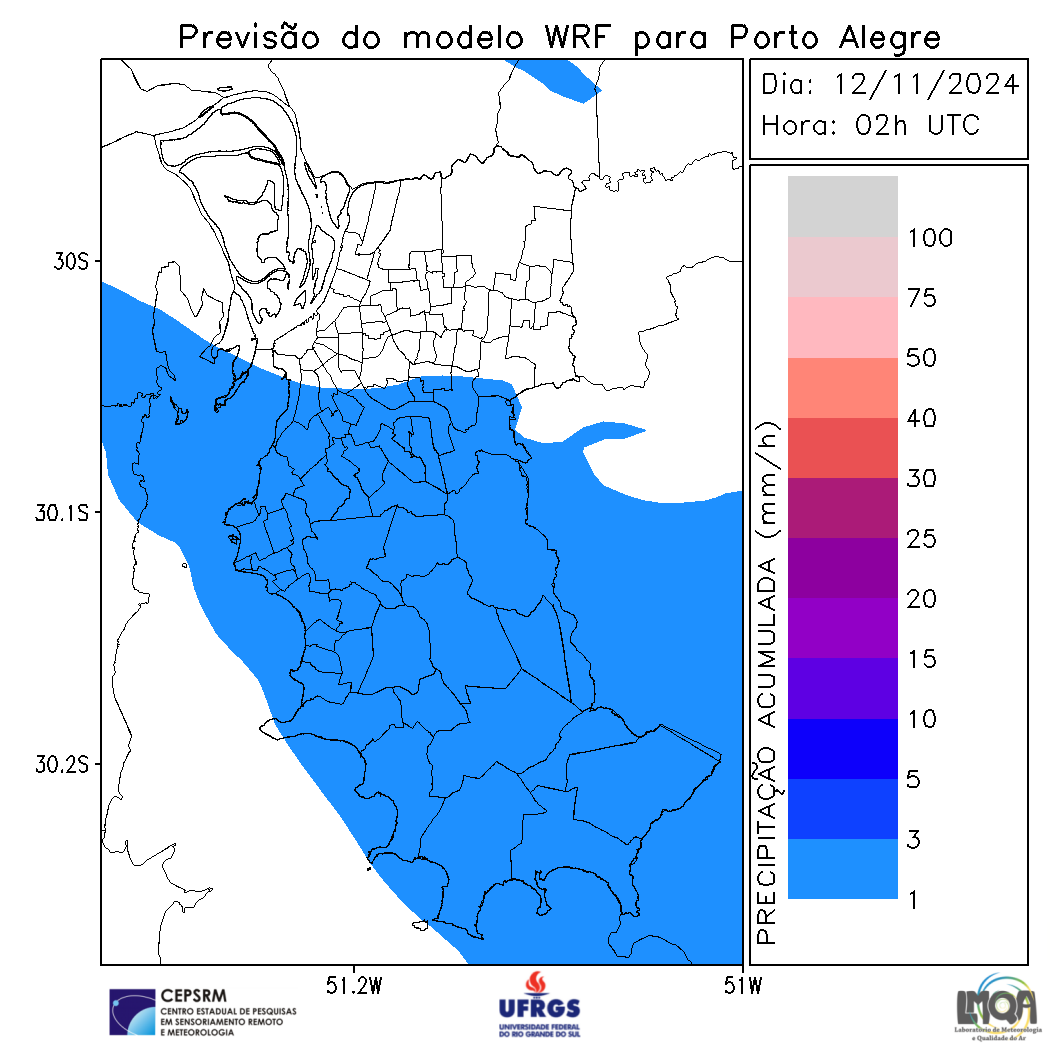 Previsão do modelo WRF para Porto Alegre
Dia: 12/11/2024
Hora: 02h UTC
30S
30.1S
30.2S
51.2W
51W
PRECIPITAÇÃO ACUMULADA (mm/h)
100
75
50
40
30
25
20
15
10
5
3
1
CEPSRM
CENTRO ESTADUAL DE PESQUISAS
EM SENSORIAMENTO REMOTO
E METEOROLOGIA
UFRGS
UNIVERSIDADE FEDERAL
DO RIO GRANDE DO SUL
LMQA
Laboratório de Meteorologia
e Qualidade do Ar